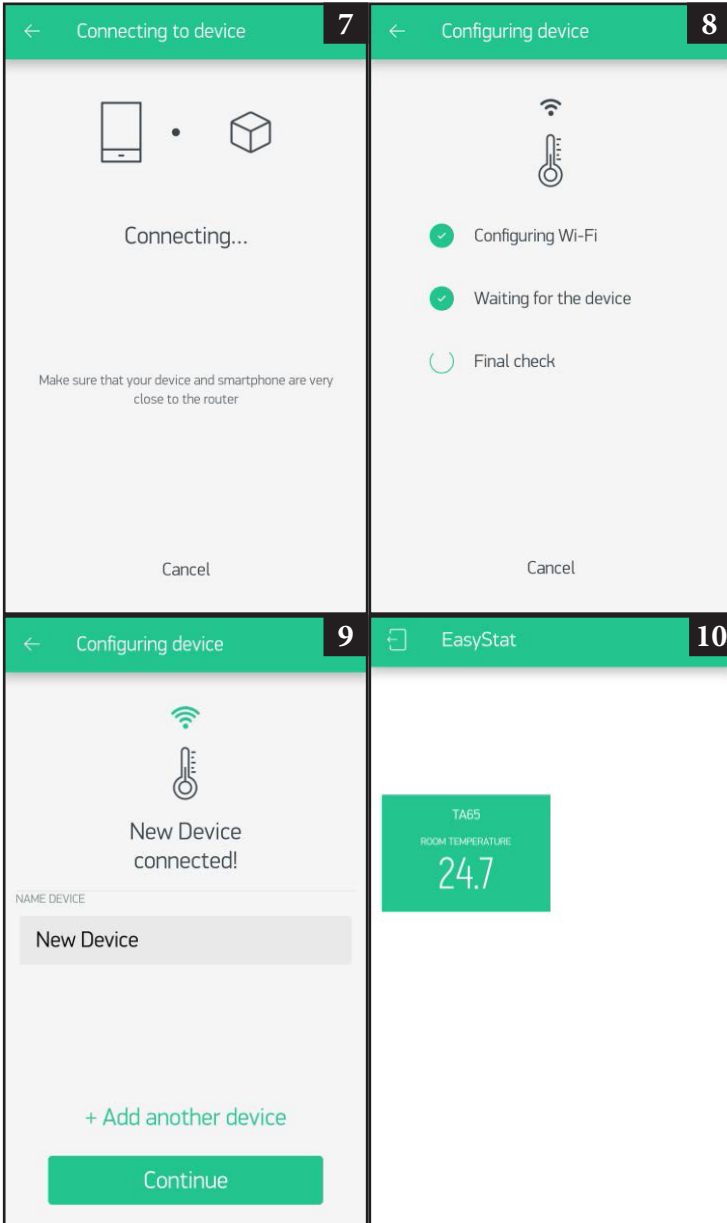 Connecting to device
7
Connecting...
Make sure that your device and smartphone are very
close to the router
Cancel
Configuring device
8
Configuring Wi-Fi
Waiting for the device
Final check
Cancel
Configuring device
9
New Device
connected!
NAME DEVICE
New Device
+ Add another device
Continue
EasyStat
10
TA65
ROOM TEMPERATURE
24.7